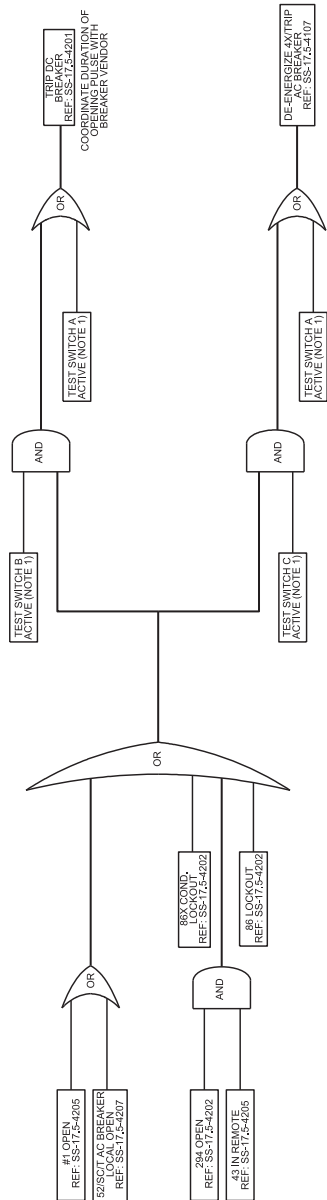 #1 OPEN
REF: SS-17.5-4205
52/SC/T AC BREAKER
LOCAL OPEN
REF: SS-17.5-4207
OR
294 OPEN
REF: SS-17.5-4202
43 IN REMOTE
REF: SS-17.5-4205
AND
86X COND.
LOCKOUT
REF: SS-17.5-4202
86 LOCKOUT
REF: SS-17.5-4202
OR
TEST SWITCH B
ACTIVE (NOTE 1)
AND
TEST SWITCH A
ACTIVE (NOTE 1)
OR
TRIP DC
BREAKER
REF: SS-17.5-4201
COORDINATE DURATION OF
OPENING PULSE WITH
BREAKER VENDOR
TEST SWITCH C
ACTIVE (NOTE 1)
AND
TEST SWITCH A
ACTIVE (NOTE 1)
OR
DE-ENERGIZE 4X/TRIP
AC BREAKER
REF: SS-17.5-4107